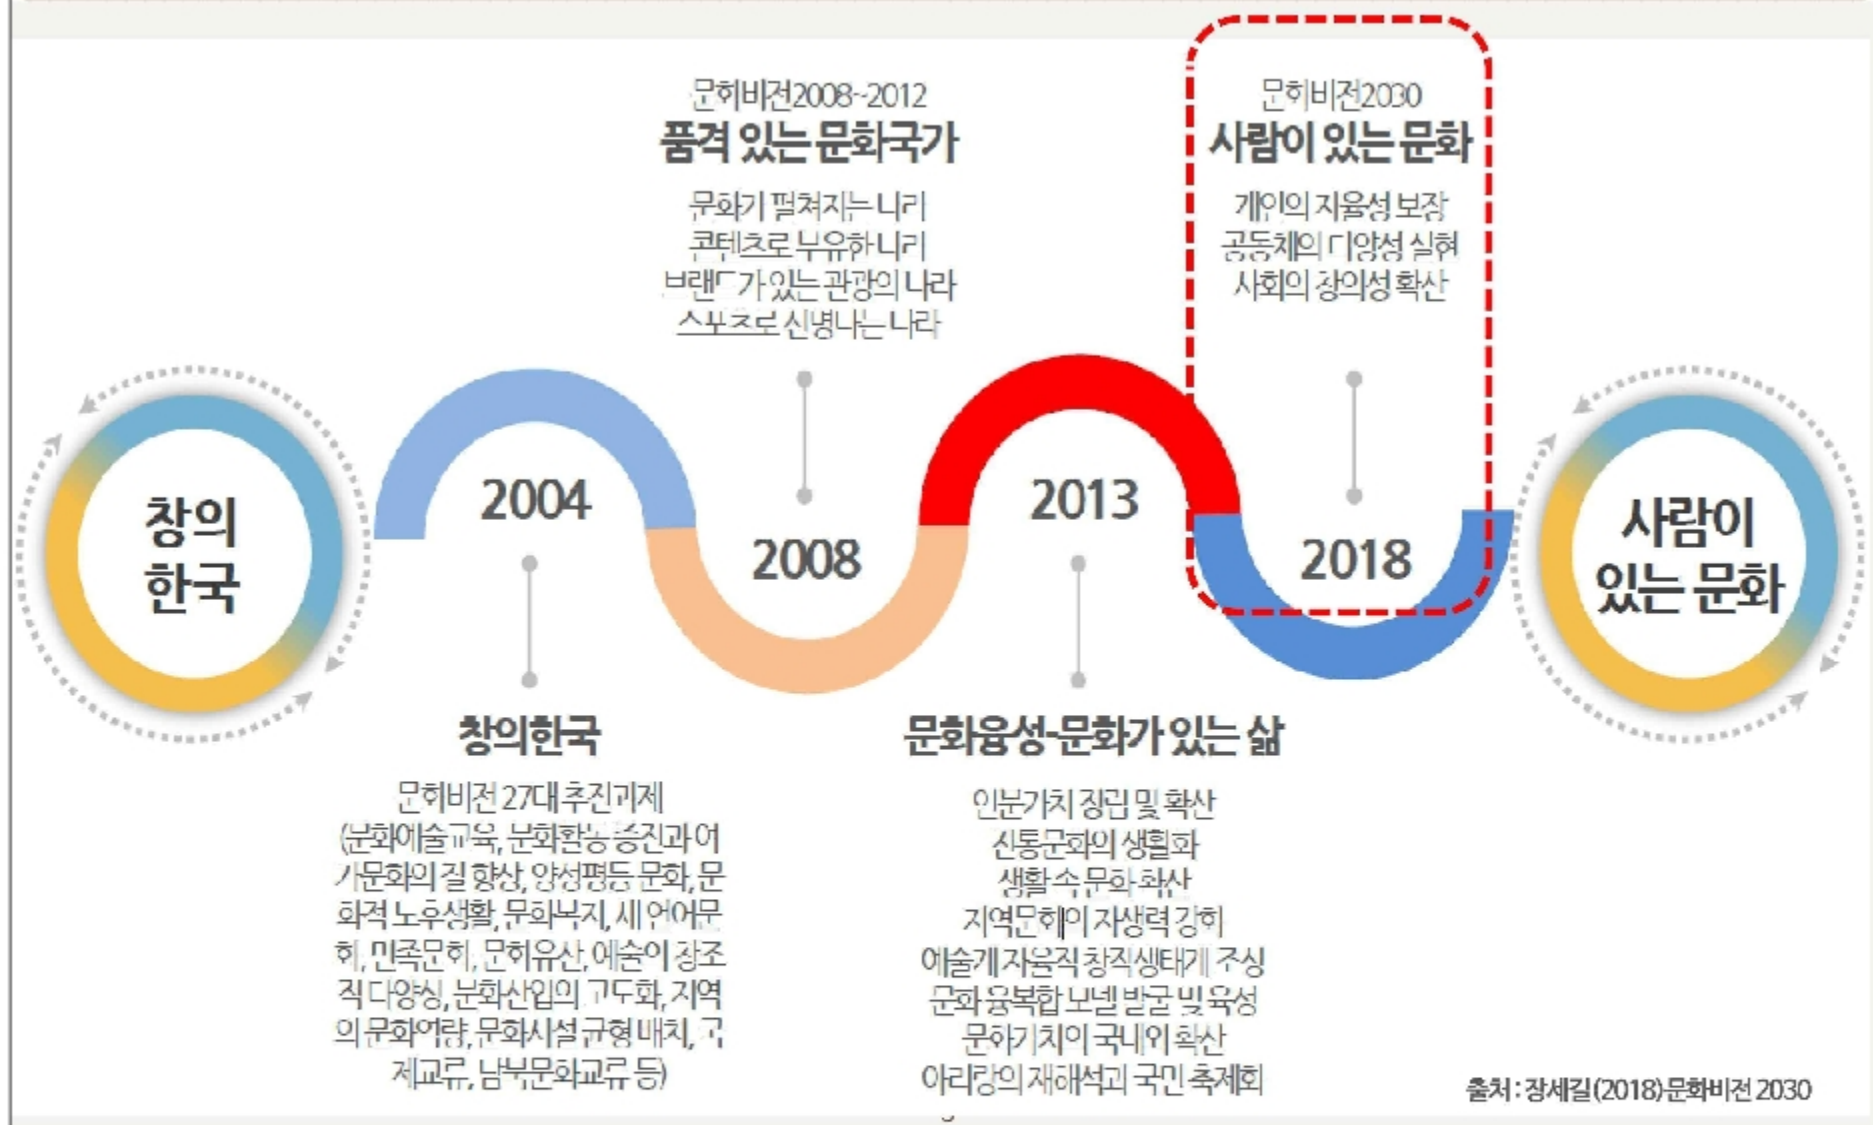 문화비전2008~2012
품격 있는 문화국가
문화가 펼쳐지는 나라
콘텐츠로 부유한 나라
브랜드가 있는 관광의 나라
스포츠로 신명나는 나라
문화비전2030
사람이 있는 문화
개인의 자율성 보장
공동체의 다양성 실현
사회의 창의성 확산
창의
한국
2004
2008
2013
2018
사람이
있는 문화
창의한국
문화비전 27대 추진과제
(문화예술교육, 문화활동 증진과 여
가문화의 질 향상, 양성평등 문화, 문
화적 노후생활, 문화복지, 새 언어문
화, 민족문화, 문화유산, 예술의 창조
적 다양성, 문화산업의 고도화, 지역
의 문화역량, 문화시설 균형 배치, 국
제교류, 남북문화교류 등)
문화융성-문화가 있는 삶
인문가치 정립 및 확산
전통문화의 생활화
생활 속 문화 확산
지역문화의 자생력 강화
예술계 자율적 창작생태계 조성
문화 융복합 모델 발굴 및 육성
문화가치의 국내외 확산
아리랑의 재해석과 국민 축제화
출처 : 장세길(2018)문화비전 2030